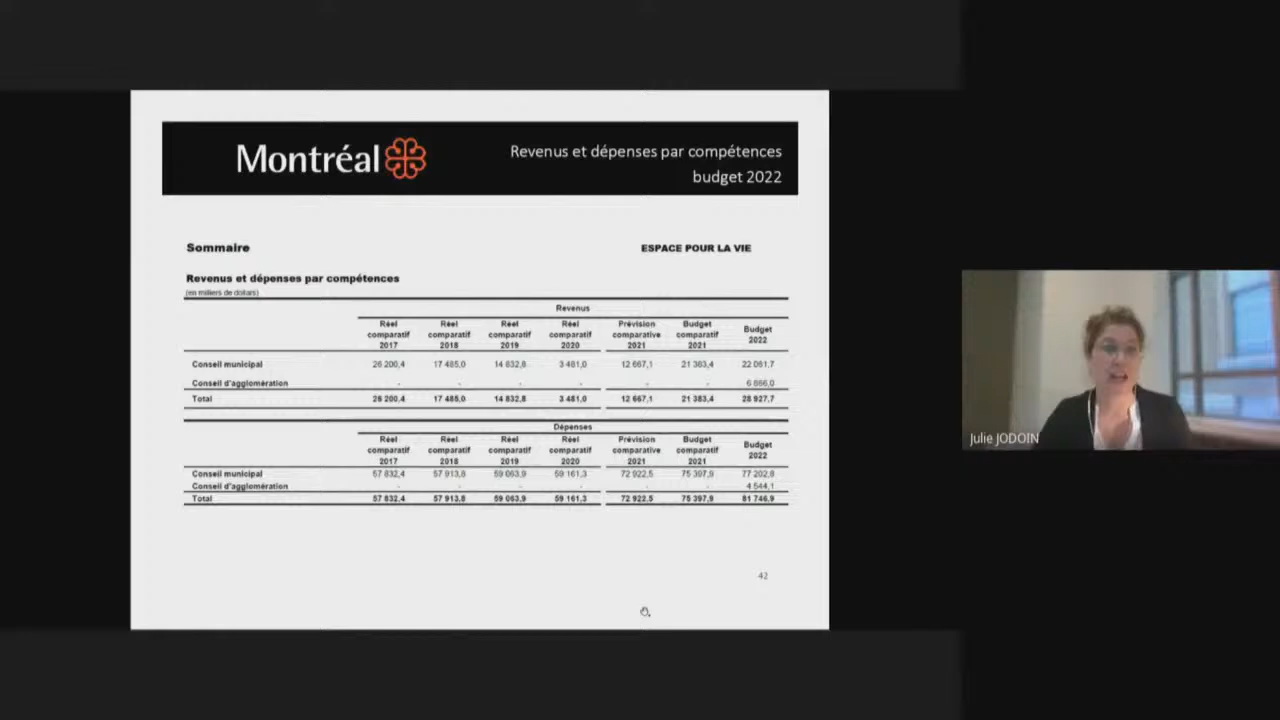 Montréal
Revenus et dépenses par compétences
budget 2022
Sommaire
ESPACE POUR LA VIE
Revenus et dépenses par compétences
(en milliers de dollars)
Revenus
Réel comparatif 2017 Réel comparatif 2018 Réel comparatif 2019 Réel comparatif 2020 Prévision comparative 2021 Budget comparatif 2021 Budget 2022
Conseil municipal 26 200,4 17 485,0 14 832,8 3 481,0 12 667,1 21 383,4 22 061,7
Conseil d'agglomération - - - - - - 6 866,0
Total 26 200,4 17 485,0 14 832,8 3 481,0 12 667,1 21 383,4 28 927,7
Dépenses
Réel comparatif 2017 Réel comparatif 2018 Réel comparatif 2019 Réel comparatif 2020 Prévision comparative 2021 Budget comparatif 2021 Budget 2022
Conseil municipal 57 832,4 57 913,8 59 063,9 59 161,3 72 922,5 75 397,9 77 202,8
Conseil d'agglomération - - - - - - 4 544,1
Total 57 832,4 57 913,8 59 063,9 59 161,3 72 922,5 75 397,9 81 746,9
42
Julie JODOIN